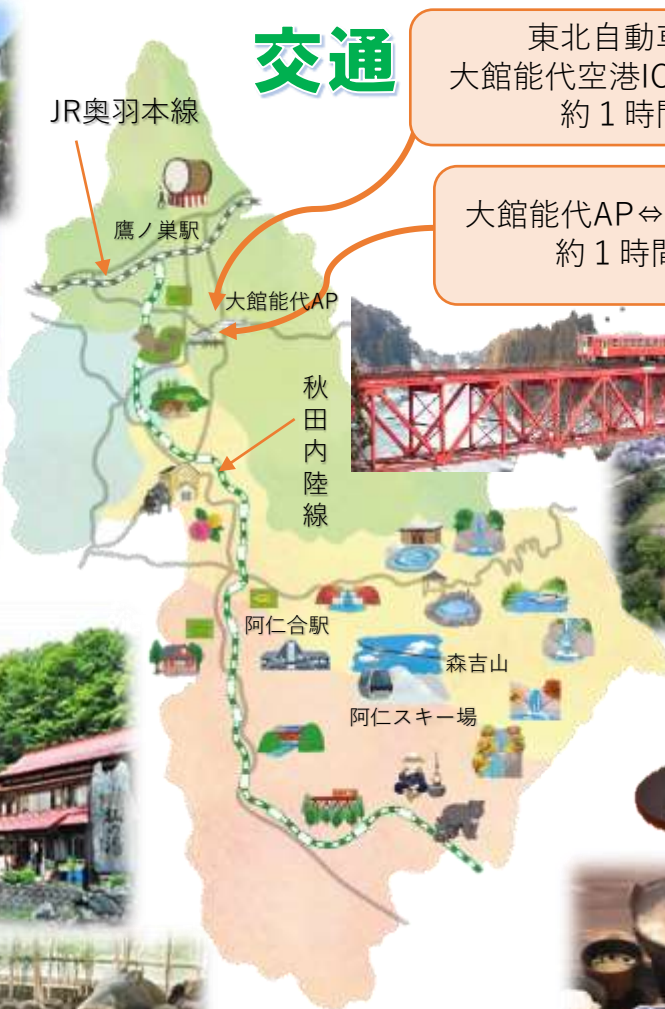 交通
東北自動車
大館能代空港IC
約１時間
大館能代AP⇔
約１時間
JR奥羽本線
鷹ノ巣駅
大館能代AP
秋田内陸線
阿仁合駅
森吉山
阿仁スキー場